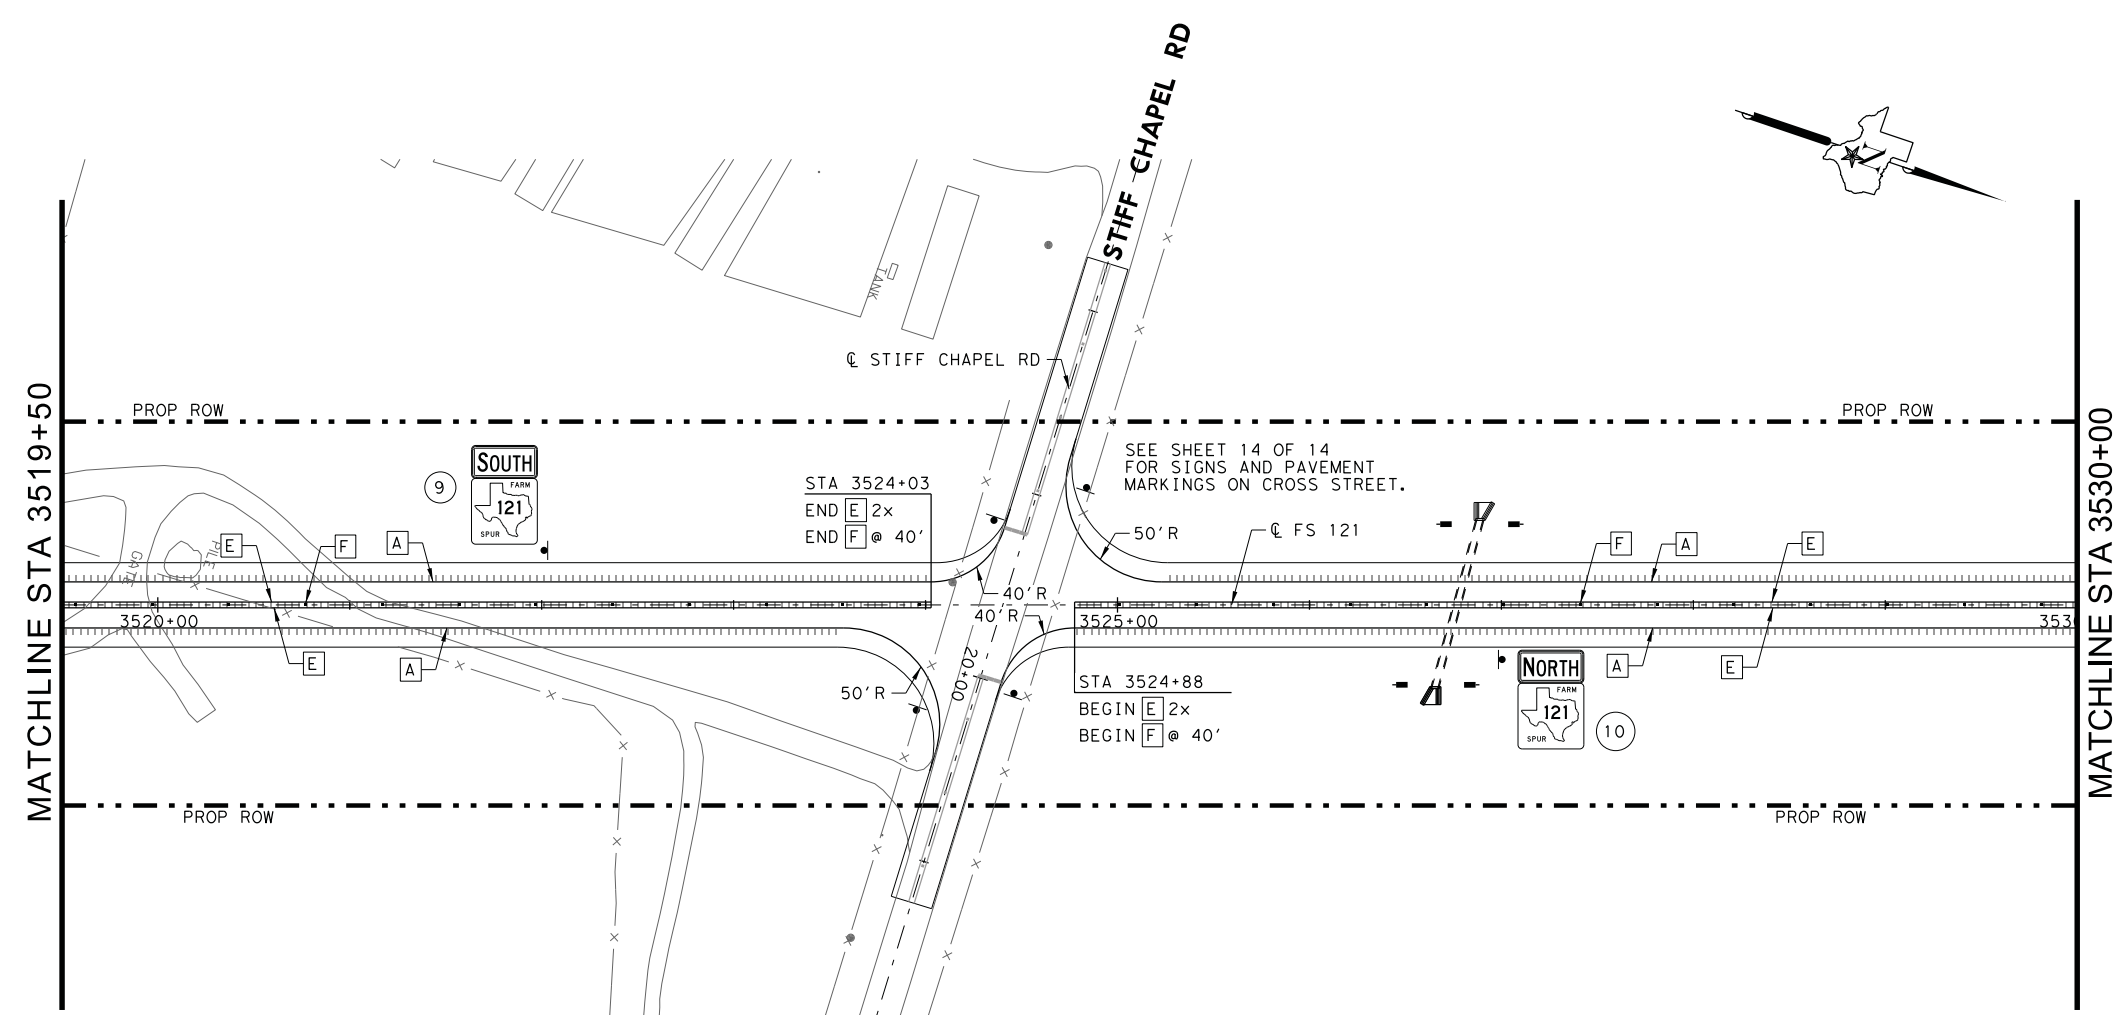 STIFF CHAPEL RD
TANK
℄ STIFF CHAPEL RD
MATCHLINE STA 3519+50
MATCHLINE STA 3530+00
PROP ROW
PROP ROW
SOUTH
FARM
121
SPUR
9
STA 3524+03
END E 2x
END F @ 40'
SEE SHEET 14 OF 14
FOR SIGNS AND PAVEMENT
MARKINGS ON CROSS STREET.
50'R
℄ FS 121
GATE
PILE
E
F
A
F
A
E
40'R
40'R
3520+00
3525+00
3530
E
A
20+00
50'R
STA 3524+88
BEGIN E 2x
BEGIN F @ 40'
NORTH
FARM
121
SPUR
10
A
E
PROP ROW
PROP ROW